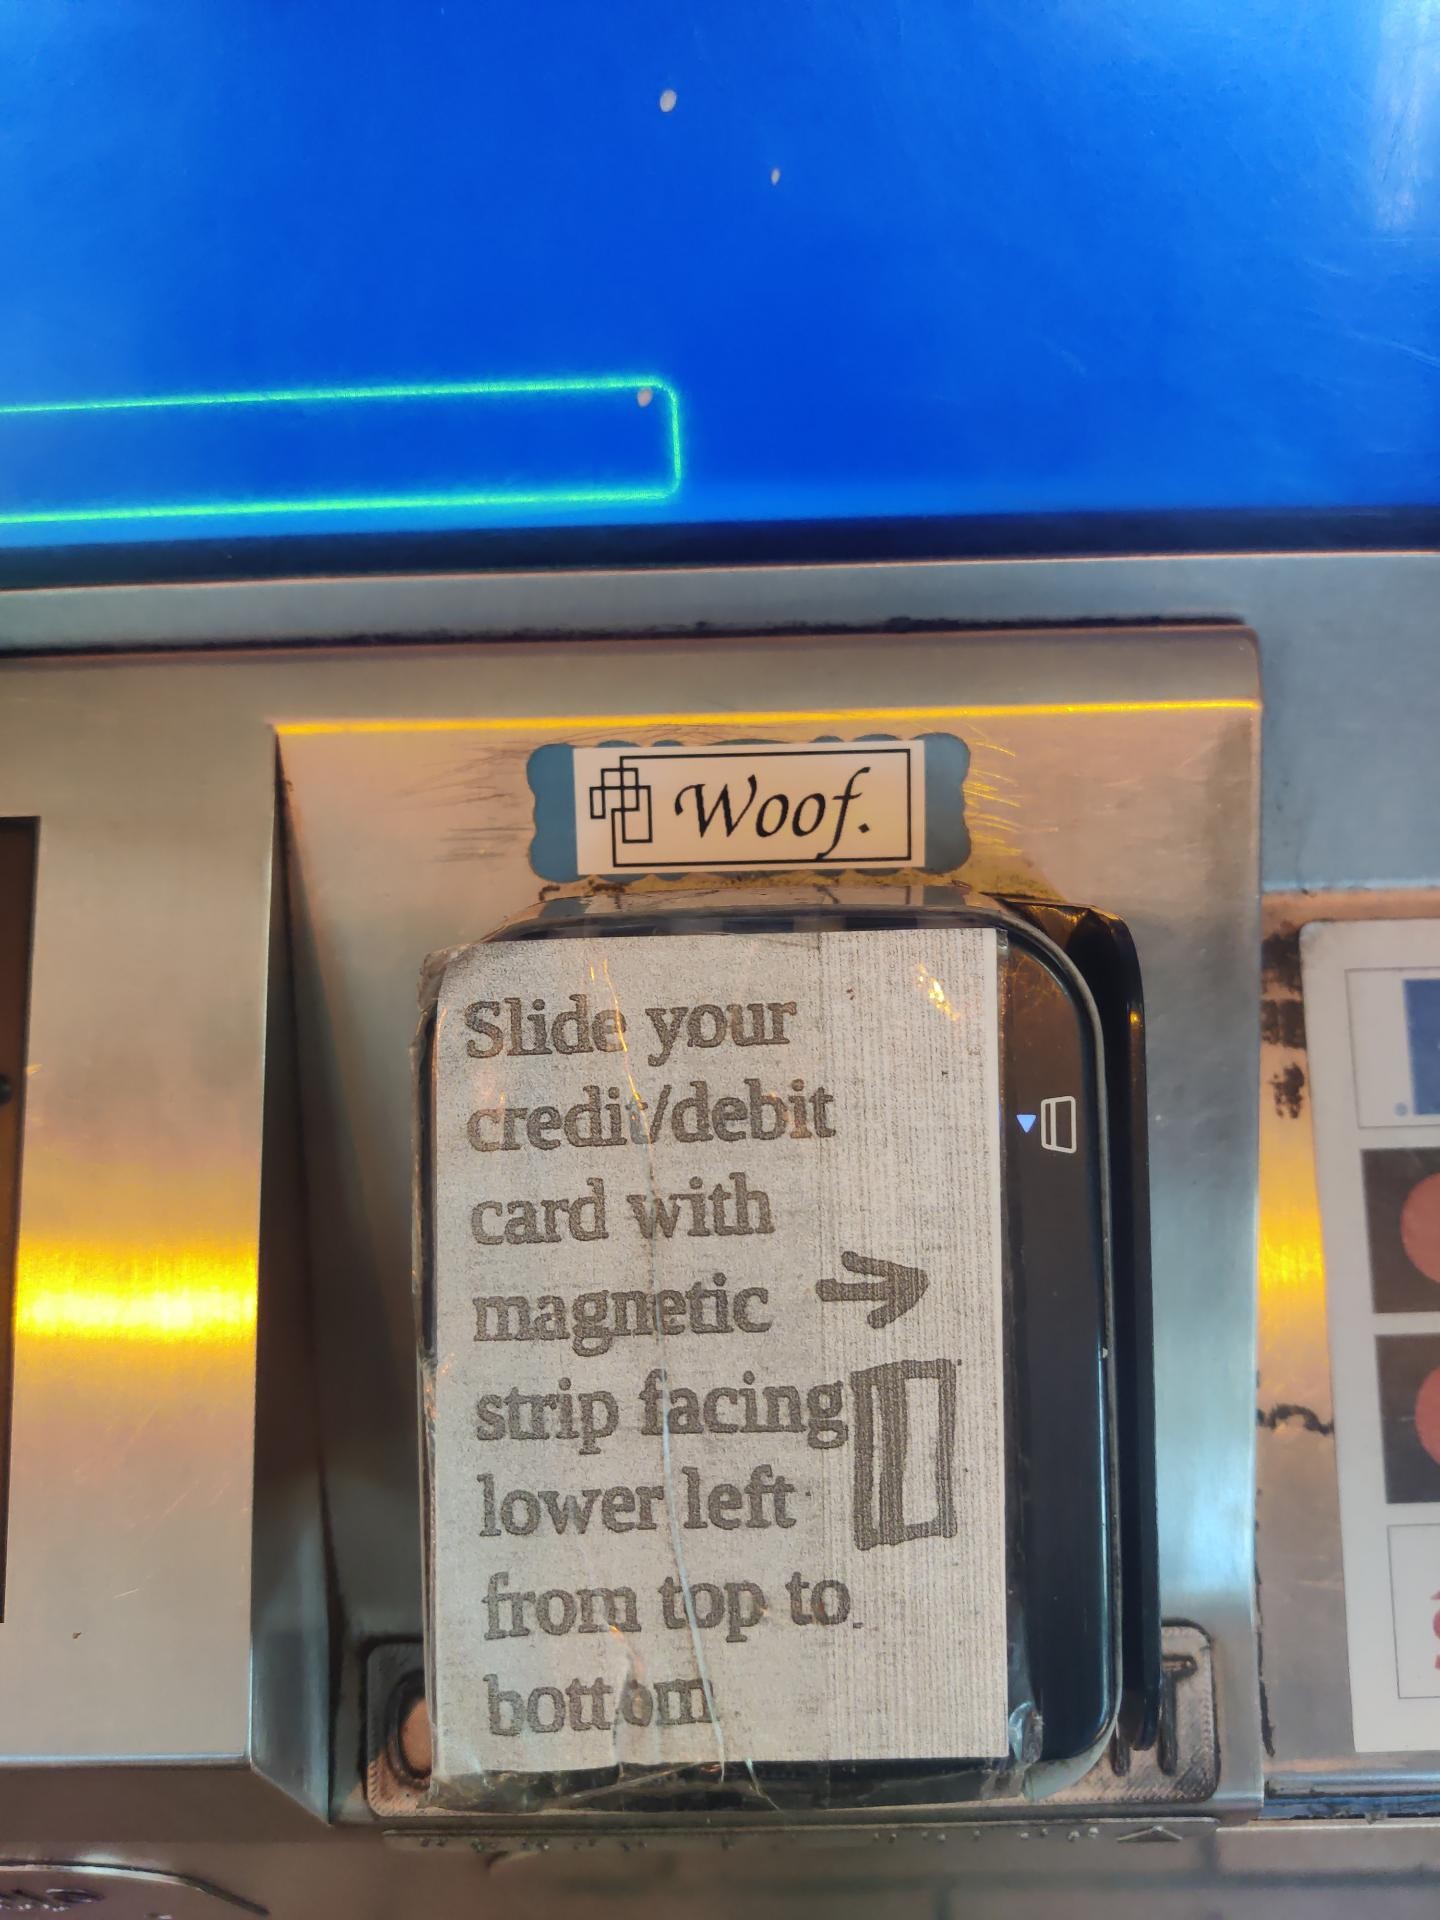 Woof.
Slide your
credit/debit
card with
magnetic
strip facing
lower left
from top to
bottom